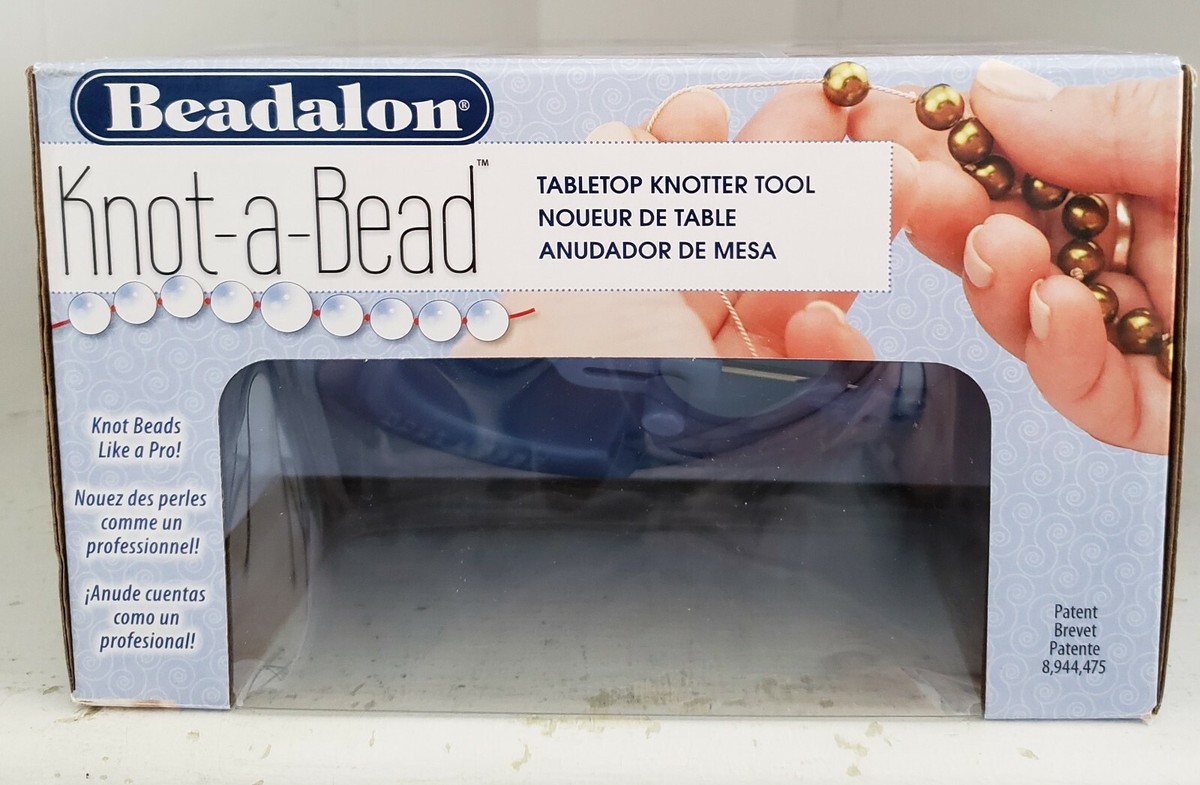 Beadalon®
Knot-a-Bead™
TABLETOP KNOTTER TOOL
NOUEUR DE TABLE
ANUDADOR DE MESA
Knot Beads
Like a Pro!
Nouez des perles
comme un
professionnel!
¡Anude cuentas
como un
profesional!
Patent
Brevet
Patente
8,944,475